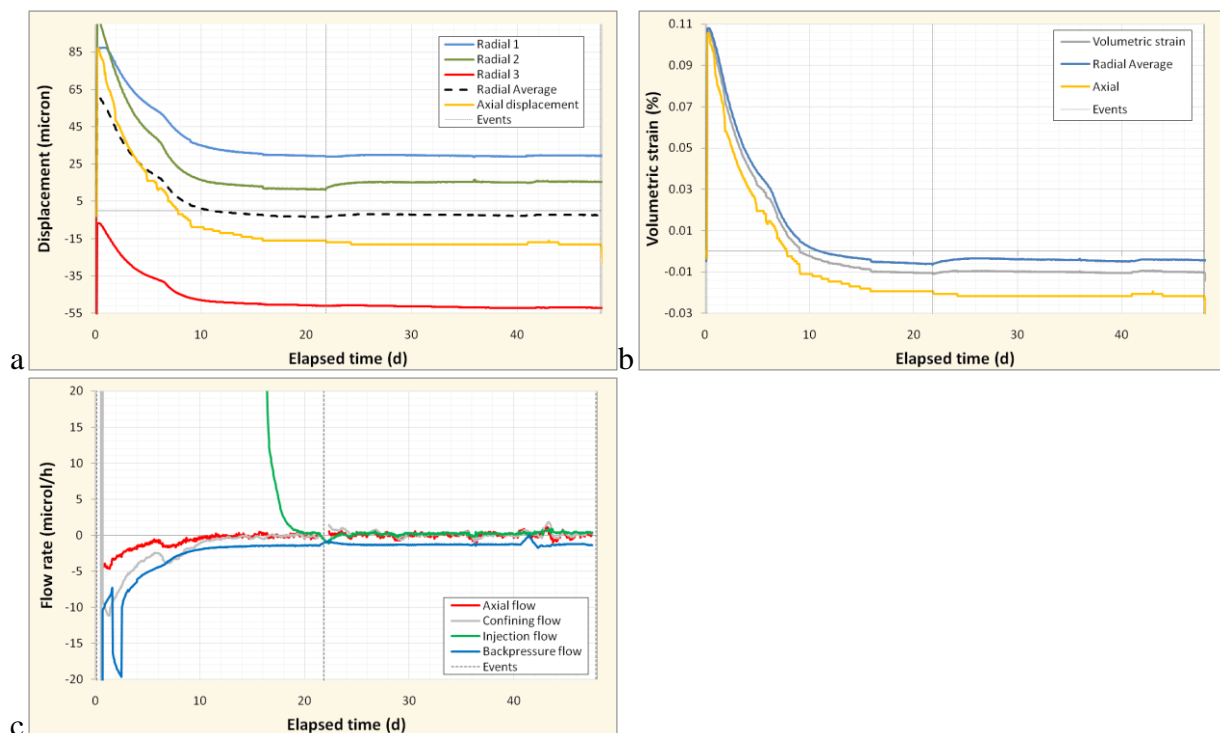 85
65
45
25
5
-15
-35
-55
Displacement (micron)
Radial 1
Radial 2
Radial 3
Radial Average
Axial displacement
Events
0
10
20
30
40
Elapsed time (d)
a
0.11
0.09
0.07
0.05
0.03
0.01
-0.01
-0.03
Volumetric strain (%)
Volumetric strain
Radial Average
Axial
Events
0
10
20
30
40
Elapsed time (d)
b
20
15
10
5
0
-5
-10
-15
-20
Flow rate (microl/h)
Axial flow
Confining flow
Injection flow
Backpressure flow
Events
0
10
20
30
40
Elapsed time (d)
c